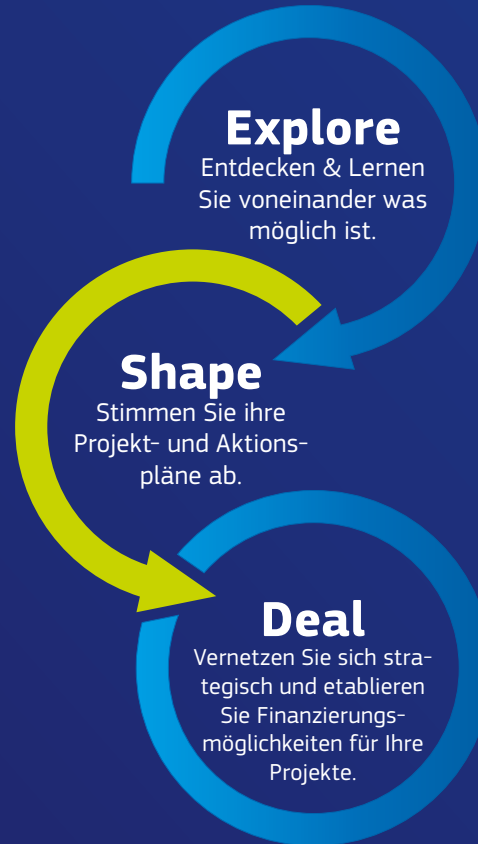 Explore
Entdecken & Lernen
Sie voneinander was
möglich ist.
Shape
Stimmen Sie ihre
Projekt- und Aktions-
pläne ab.
Deal
Vernetzen Sie sich stra-
tegisch und etablieren
Sie Finanzierungs-
möglichkeiten für Ihre
Projekte.